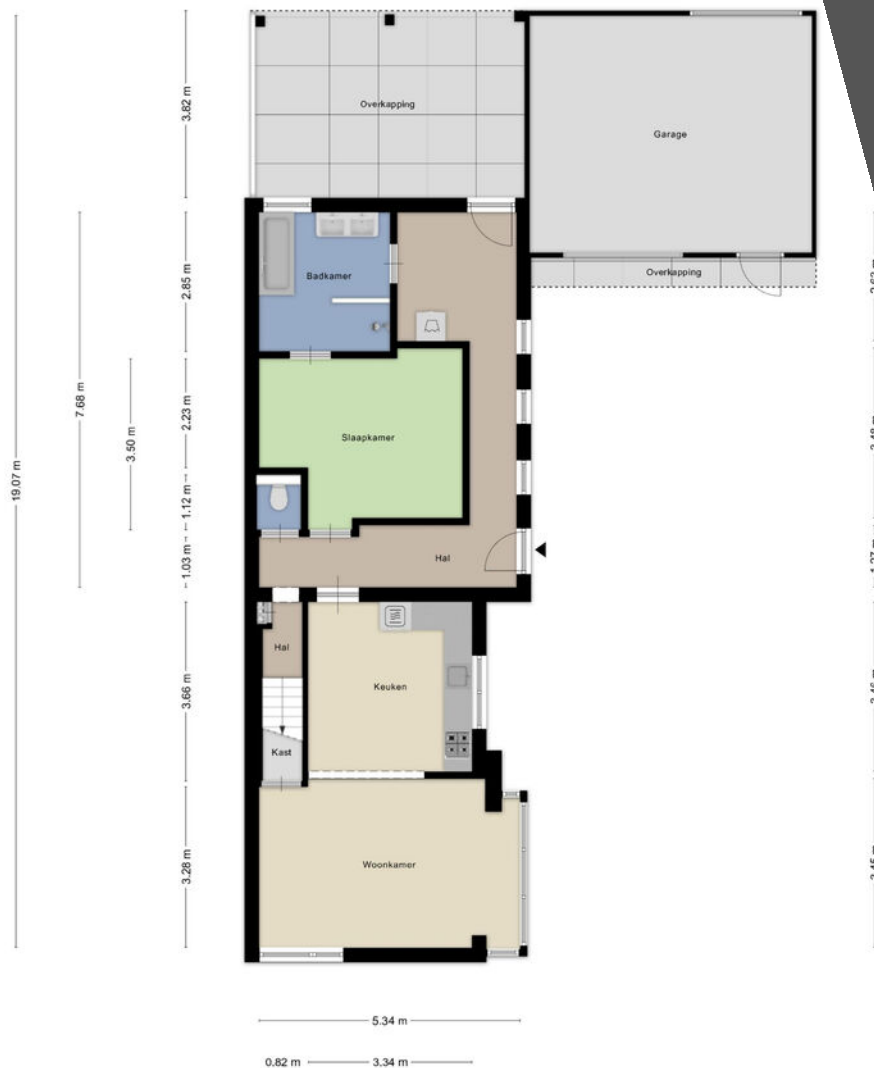 Overkapping
Garage
Overkapping
Badkamer
Slaapkamer
Hal
Hal
Keuken
Kast
Woonkamer
19.07 m
7.68 m
3.50 m
3.82 m
2.85 m
2.23 m
1.12 m
1.03 m
3.66 m
3.28 m
5.34 m
0.82 m
3.34 m